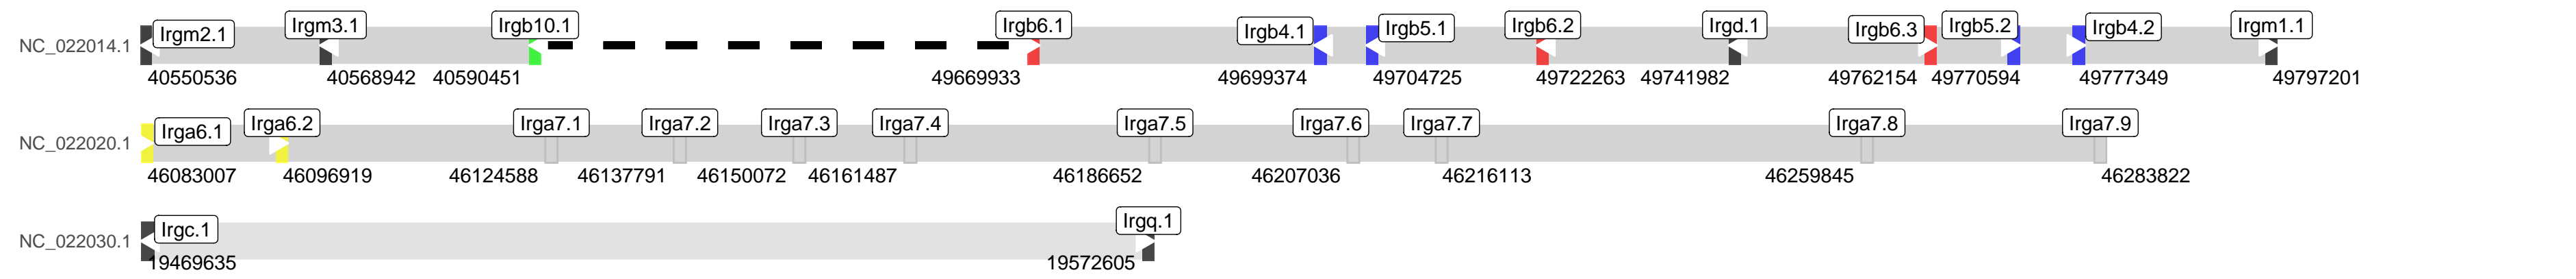 Irgm2.1 Irgm3.1 Irgb10.1 Irgb6.1 Irgb4.1 Irgb5.1 Irgb6.2 Irgd.1 Irgb6.3 Irgb5.2 Irgb4.2 Irgm1.1
NC_022014.1
40550536 40568942 40590451 49669933 49699374 49704725 49722263 49741982 49762154 49770594 49777349 49797201
Irga6.1 Irga6.2 Irga7.1 Irga7.2 Irga7.3 Irga7.4 Irga7.5 Irga7.6 Irga7.7 Irga7.8 Irga7.9
NC_022020.1
46083007 46096919 46124588 46137791 46150072 46161487 46186652 46207036 46216113 46259845 46283822
Irgc.1 Irgq.1
NC_022030.1
19469635 19572605